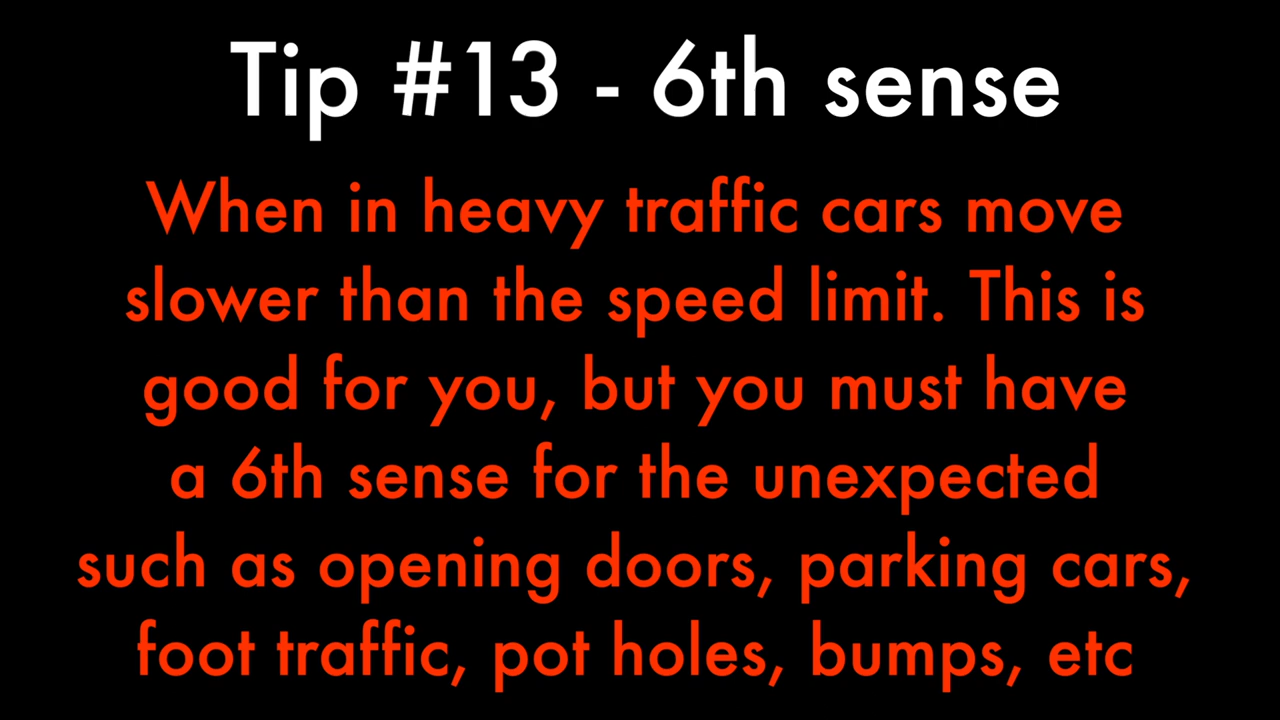 Tip #13 - 6th sense
When in heavy traffic cars move
slower than the speed limit. This is
good for you, but you must have
a 6th sense for the unexpected
such as opening doors, parking cars,
foot traffic, pot holes, bumps, etc